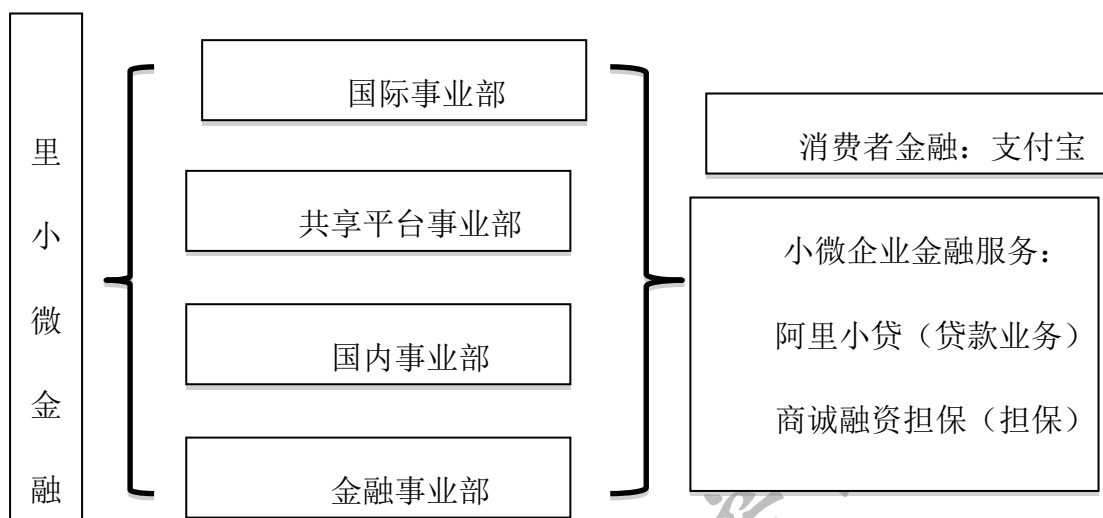 里
小
微
金
融
国际事业部
共享平台事业部
国内事业部
金融事业部
消费者金融：支付宝
小微企业金融服务：
阿里小贷（贷款业务）
商诚融资担保（担保）